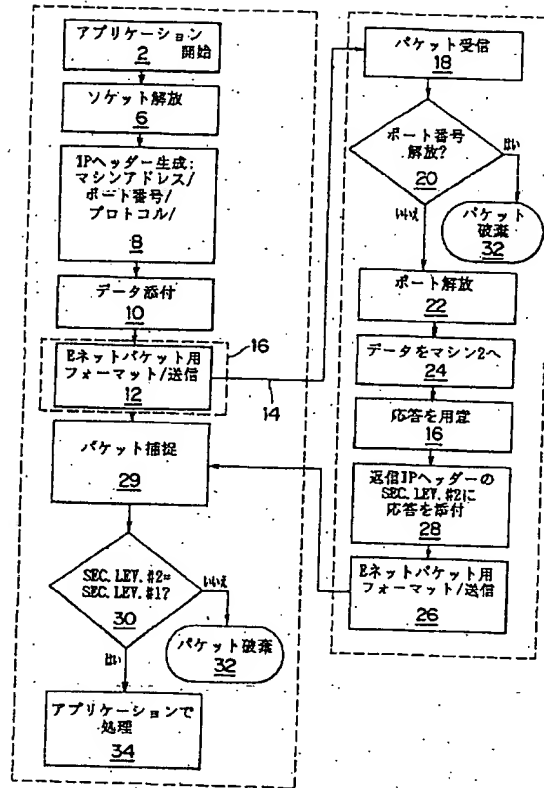 アプリケーション
開始
2
ソケット解放
6
IPヘッダー生成:
マシンアドレス/
ポート番号/
プロトコル/
8
データ添付
10
Eネットパケット用
フォーマット/送信
12
16
14
パケット捕捉
29
SEC. LEV. #2=
SEC. LEV. #1?
30
いいえ
はい
パケット破棄
32
アプリケーションで
処理
34
パケット受信
18
ポート番号
解放?
20
はい
いいえ
パケット
破棄
32
ポート解放
22
データをマシン2へ
24
応答を用意
16
返信IPヘッダーの
SEC. LEV. #2に
応答を添付
28
Eネットパケット用
フォーマット/送信
26